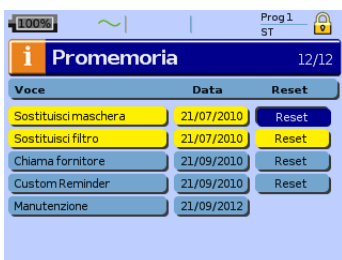 100% Prog 1
ST
i Promemoria 12/12
Voce Data Reset
Sostituisci maschera 21/07/2010 Reset
Sostituisci filtro 21/07/2010 Reset
Chiama fornitore 21/09/2010 Reset
Custom Reminder 21/09/2010 Reset
Manutenzione 21/09/2012